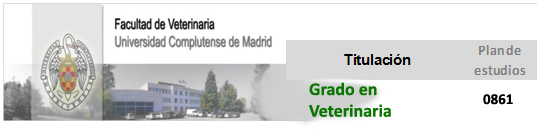 Facultad de Veterinaria
Universidad Complutense de Madrid
Titulación
Plan de
estudios
Grado en
Veterinaria
0861